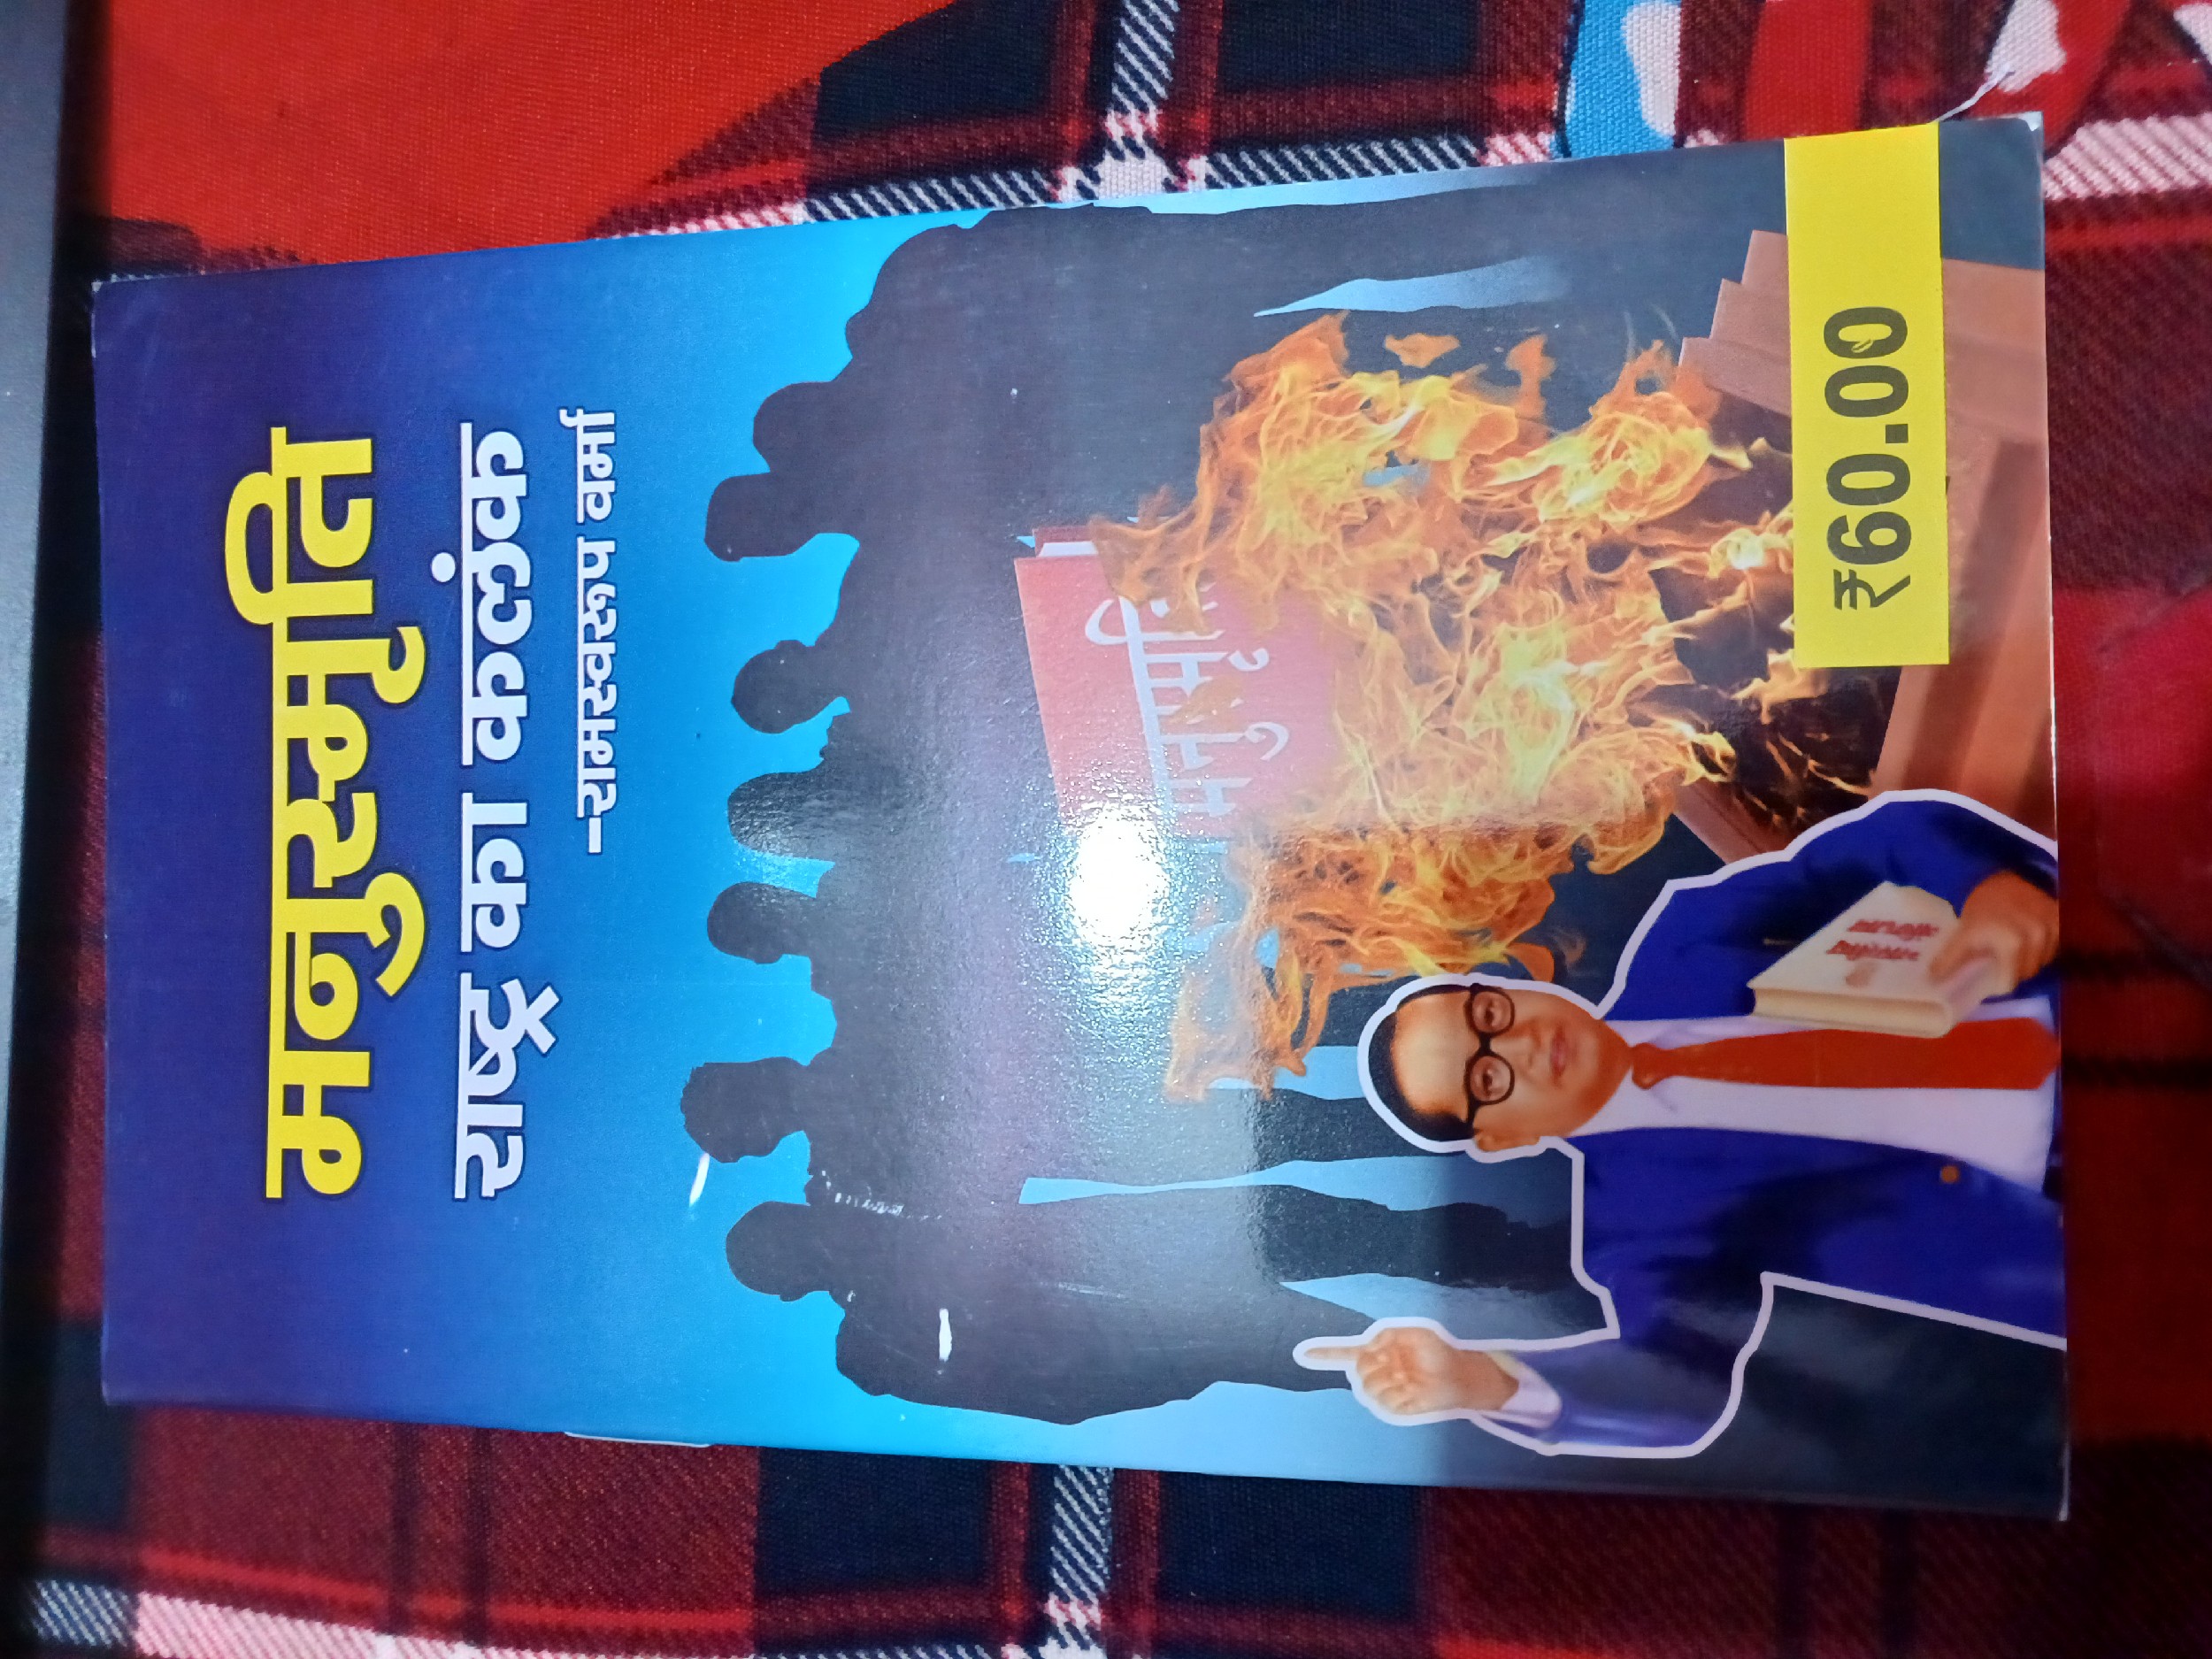 मनुस्मृति
राष्ट्र का कलंक
–रामस्वरूप वर्मा
मनुस्मृति
₹60.00